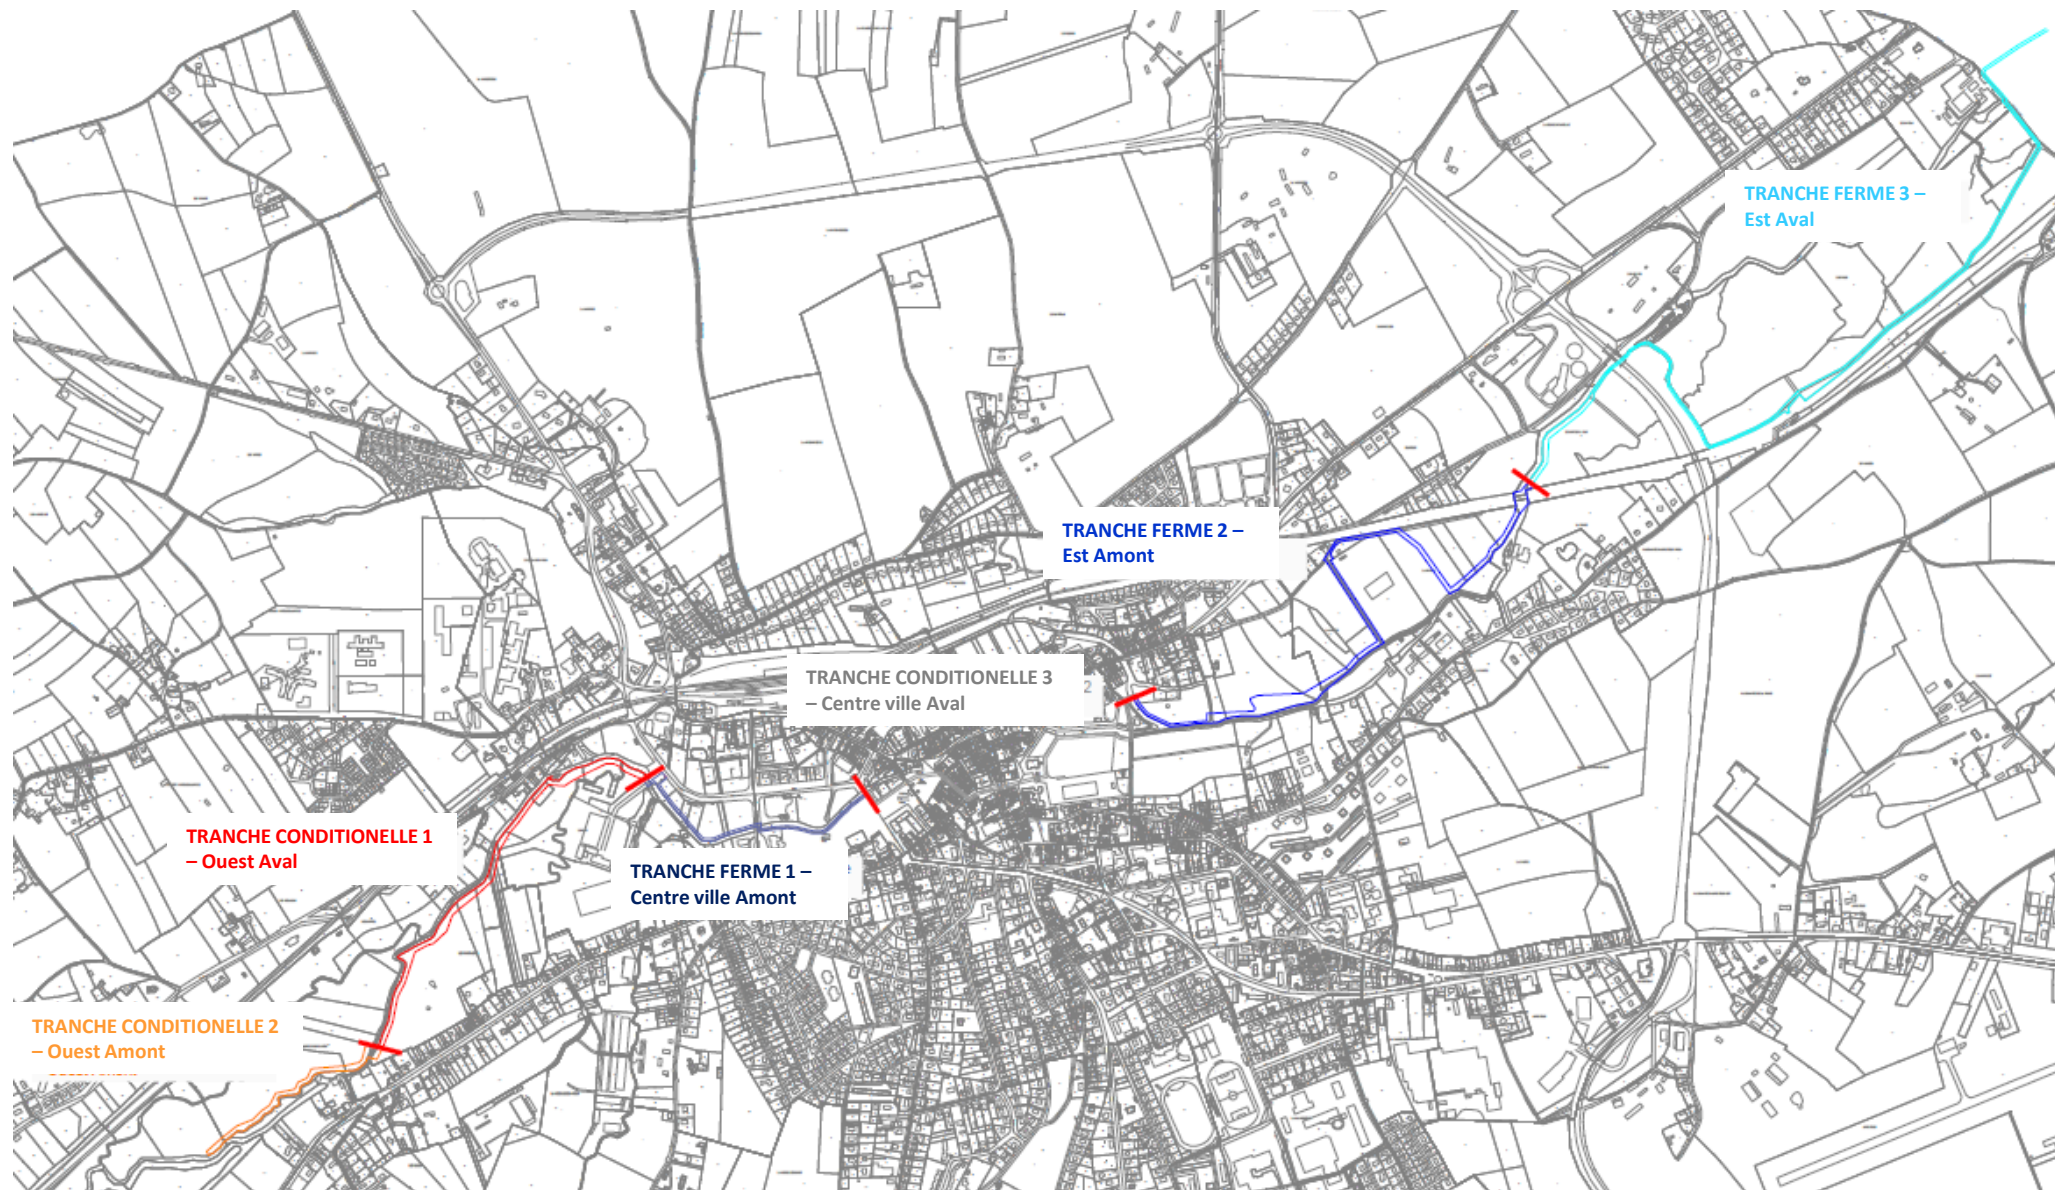 TRANCHE FERME 3 –
Est Aval
TRANCHE FERME 2 –
Est Amont
TRANCHE CONDITIONELLE 3
– Centre ville Aval
2
TRANCHE CONDITIONELLE 1
– Ouest Aval
TRANCHE FERME 1 –
Centre ville Amont
TRANCHE CONDITIONELLE 2
– Ouest Amont